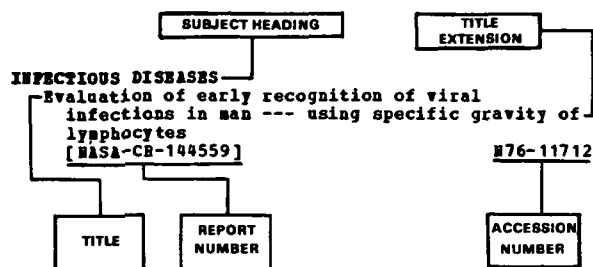 SUBJECT HEADING
TITLE
EXTENSION
INFECTIOUS DISEASES
Evaluation of early recognition of viral
infections in man --- using specific gravity of
lymphocytes
[NASA-CR-144559]
N76-11712
TITLE
REPORT
NUMBER
ACCESSION
NUMBER